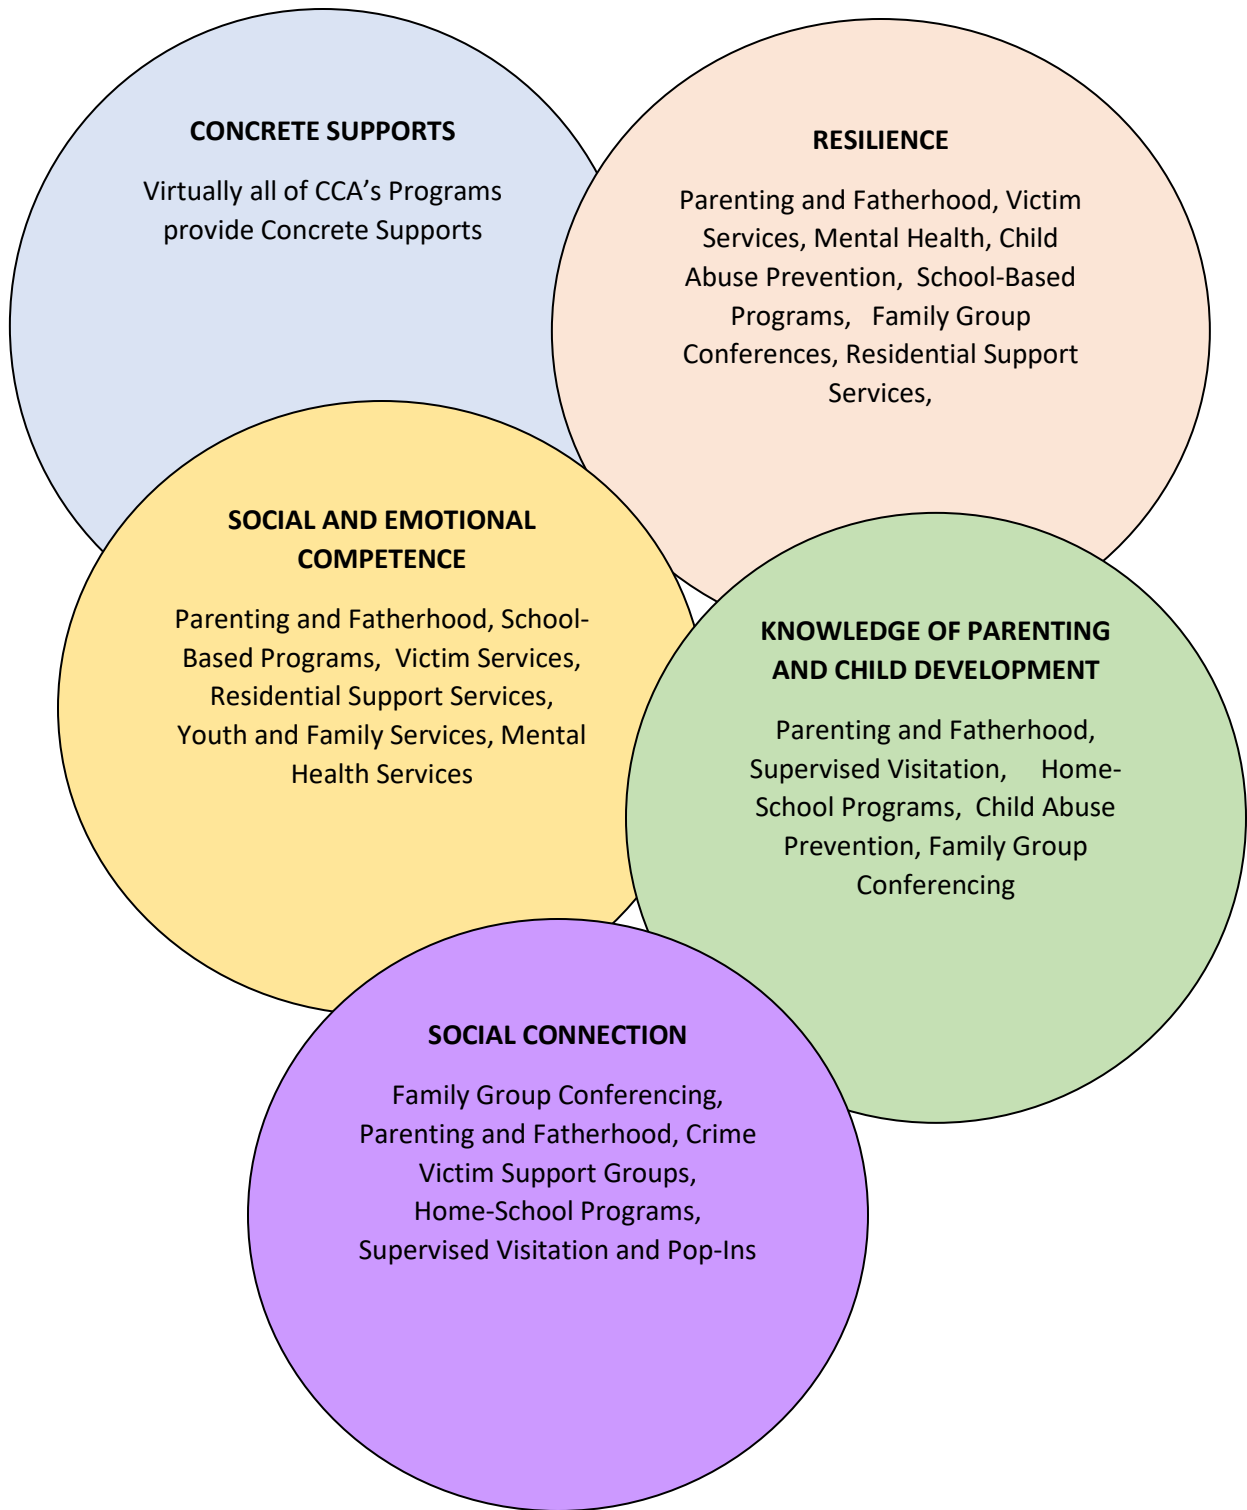 CONCRETE SUPPORTS
Virtually all of CCA’s Programs
provide Concrete Supports
RESILIENCE
Parenting and Fatherhood, Victim
Services, Mental Health, Child
Abuse Prevention,  School-Based
Programs,   Family Group
Conferences, Residential Support
Services,
SOCIAL AND EMOTIONAL
COMPETENCE
Parenting and Fatherhood, School-
Based Programs,  Victim Services,
Residential Support Services,
Youth and Family Services, Mental
Health Services
KNOWLEDGE OF PARENTING
AND CHILD DEVELOPMENT
Parenting and Fatherhood,
Supervised Visitation,    Home-
School Programs,  Child Abuse
Prevention, Family Group
Conferencing
SOCIAL CONNECTION
Family Group Conferencing,
Parenting and Fatherhood, Crime
Victim Support Groups,
Home-School Programs,
Supervised Visitation and Pop-Ins